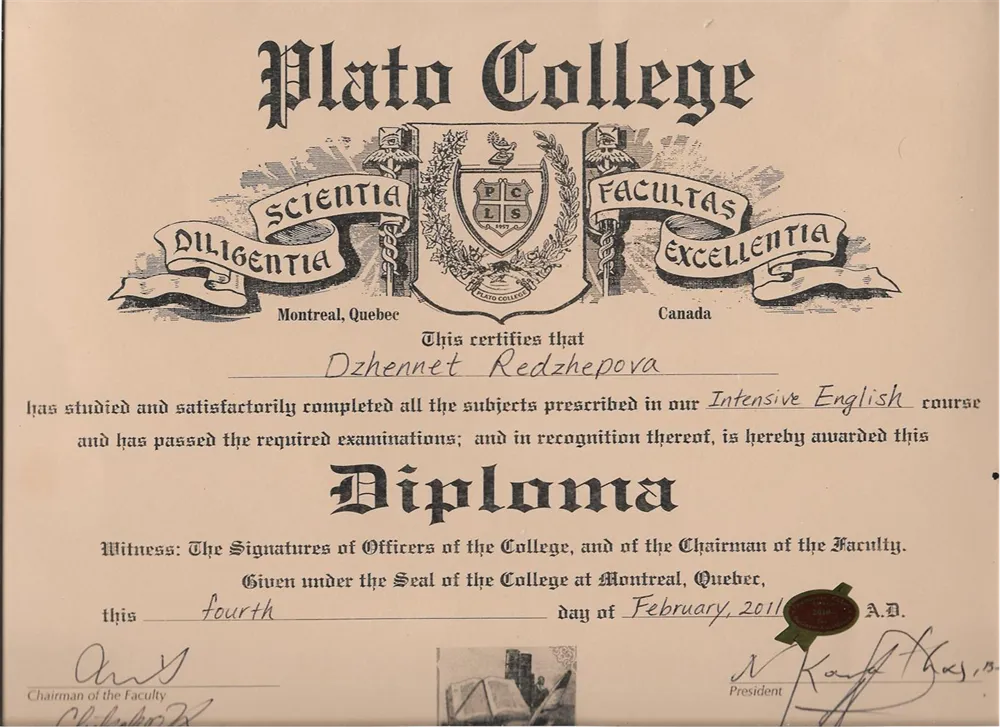 Plato College
DILIGENTIA SCIENTIA
FACULTAS EXCELLENTIA
P C
L S
1957
PLATO COLLEGE
Montreal, Quebec
Canada
This certifies that
Dzhennet Redzhepova
has studied and satisfactorily completed all the subjects prescribed in our Intensive English course
and has passed the required examinations; and in recognition thereof, is hereby awarded this
Diploma
Witness: The Signatures of Officers of the College, and of the Chairman of the Faculty.
Given under the Seal of the College at Montreal, Quebec,
this fourth day of February, 2011 A.D.
Chairman of the Faculty
President